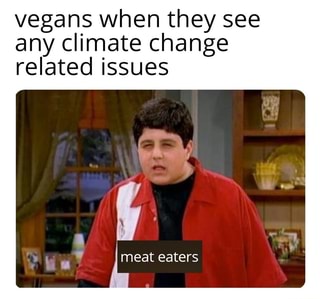 vegans when they see
any climate change
related issues
meat eaters